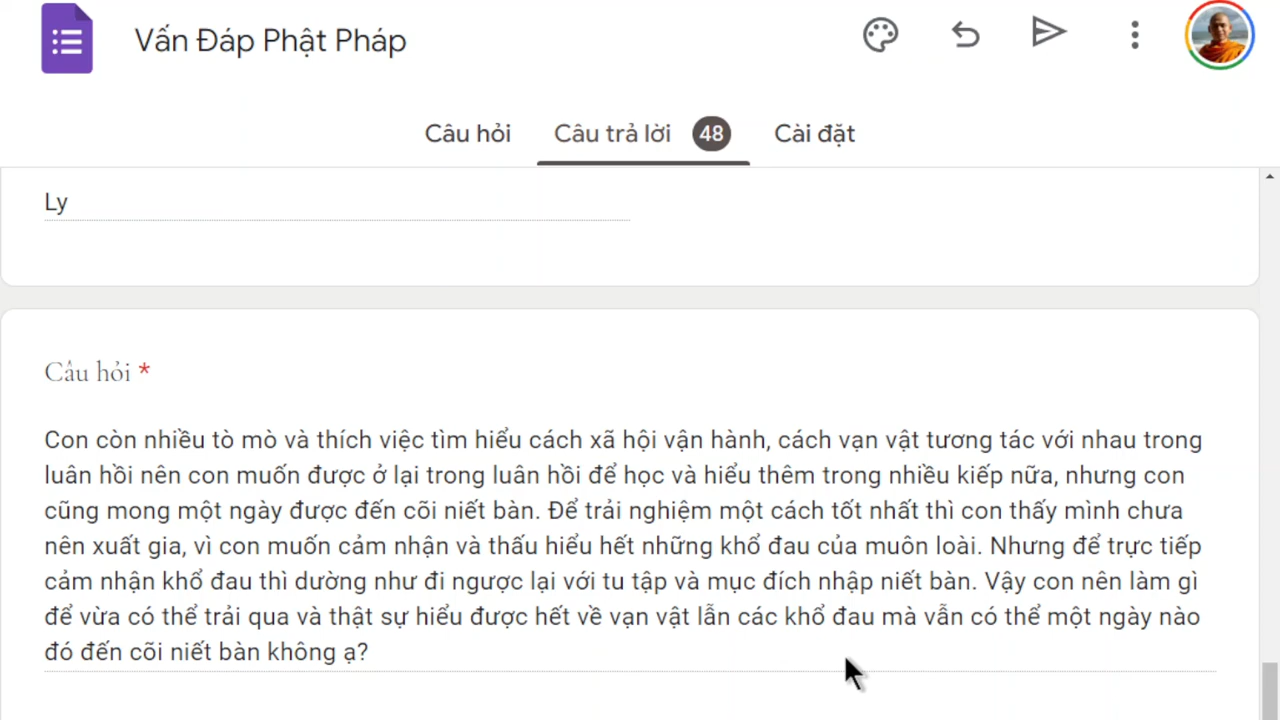 Vấn Đáp Phật Pháp
Câu hỏi
Câu trả lời 48
Cài đặt
Ly
Câu hỏi *
Con còn nhiều tò mò và thích việc tìm hiểu cách xã hội vận hành, cách vạn vật tương tác với nhau trong
luân hồi nên con muốn được ở lại trong luân hồi để học và hiểu thêm trong nhiều kiếp nữa, nhưng con
cũng mong một ngày được đến cõi niết bàn. Để trải nghiệm một cách tốt nhất thì con thấy mình chưa
nên xuất gia, vì con muốn cảm nhận và thấu hiểu hết những khổ đau của muôn loài. Nhưng để trực tiếp
cảm nhận khổ đau thì dường như đi ngược lại với tu tập và mục đích nhập niết bàn. Vậy con nên làm gì
để vừa có thể trải qua và thật sự hiểu được hết về vạn vật lẫn các khổ đau mà vẫn có thể một ngày nào
đó đến cõi niết bàn không ạ?